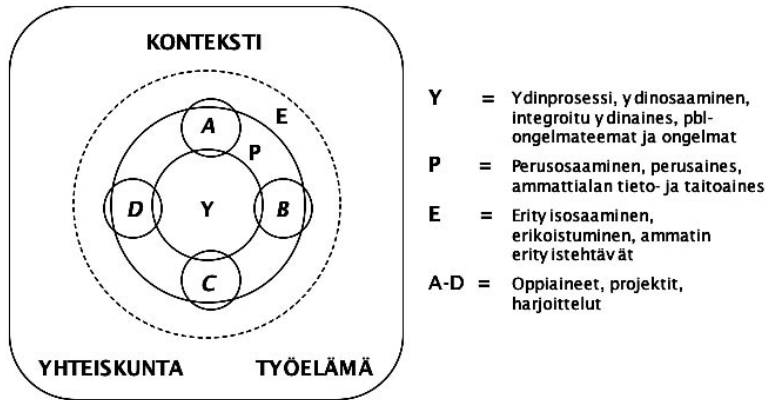 KONTEKSTI
A
E
P
D
Y
B
C
YHTEISKUNTA TYÖELÄMÄ
Y = Ydinprosessi, ydinosaaminen,
integroitu ydinaines, pbl-
ongelmateemat ja ongelmat
P = Perusosaaminen, perusaines,
ammattialan tieto- ja taitoaines
E = Erityisosaaminen,
erikoistuminen, ammatin
erityistehtävät
A-D = Oppiaineet, projektit,
harjoittelut